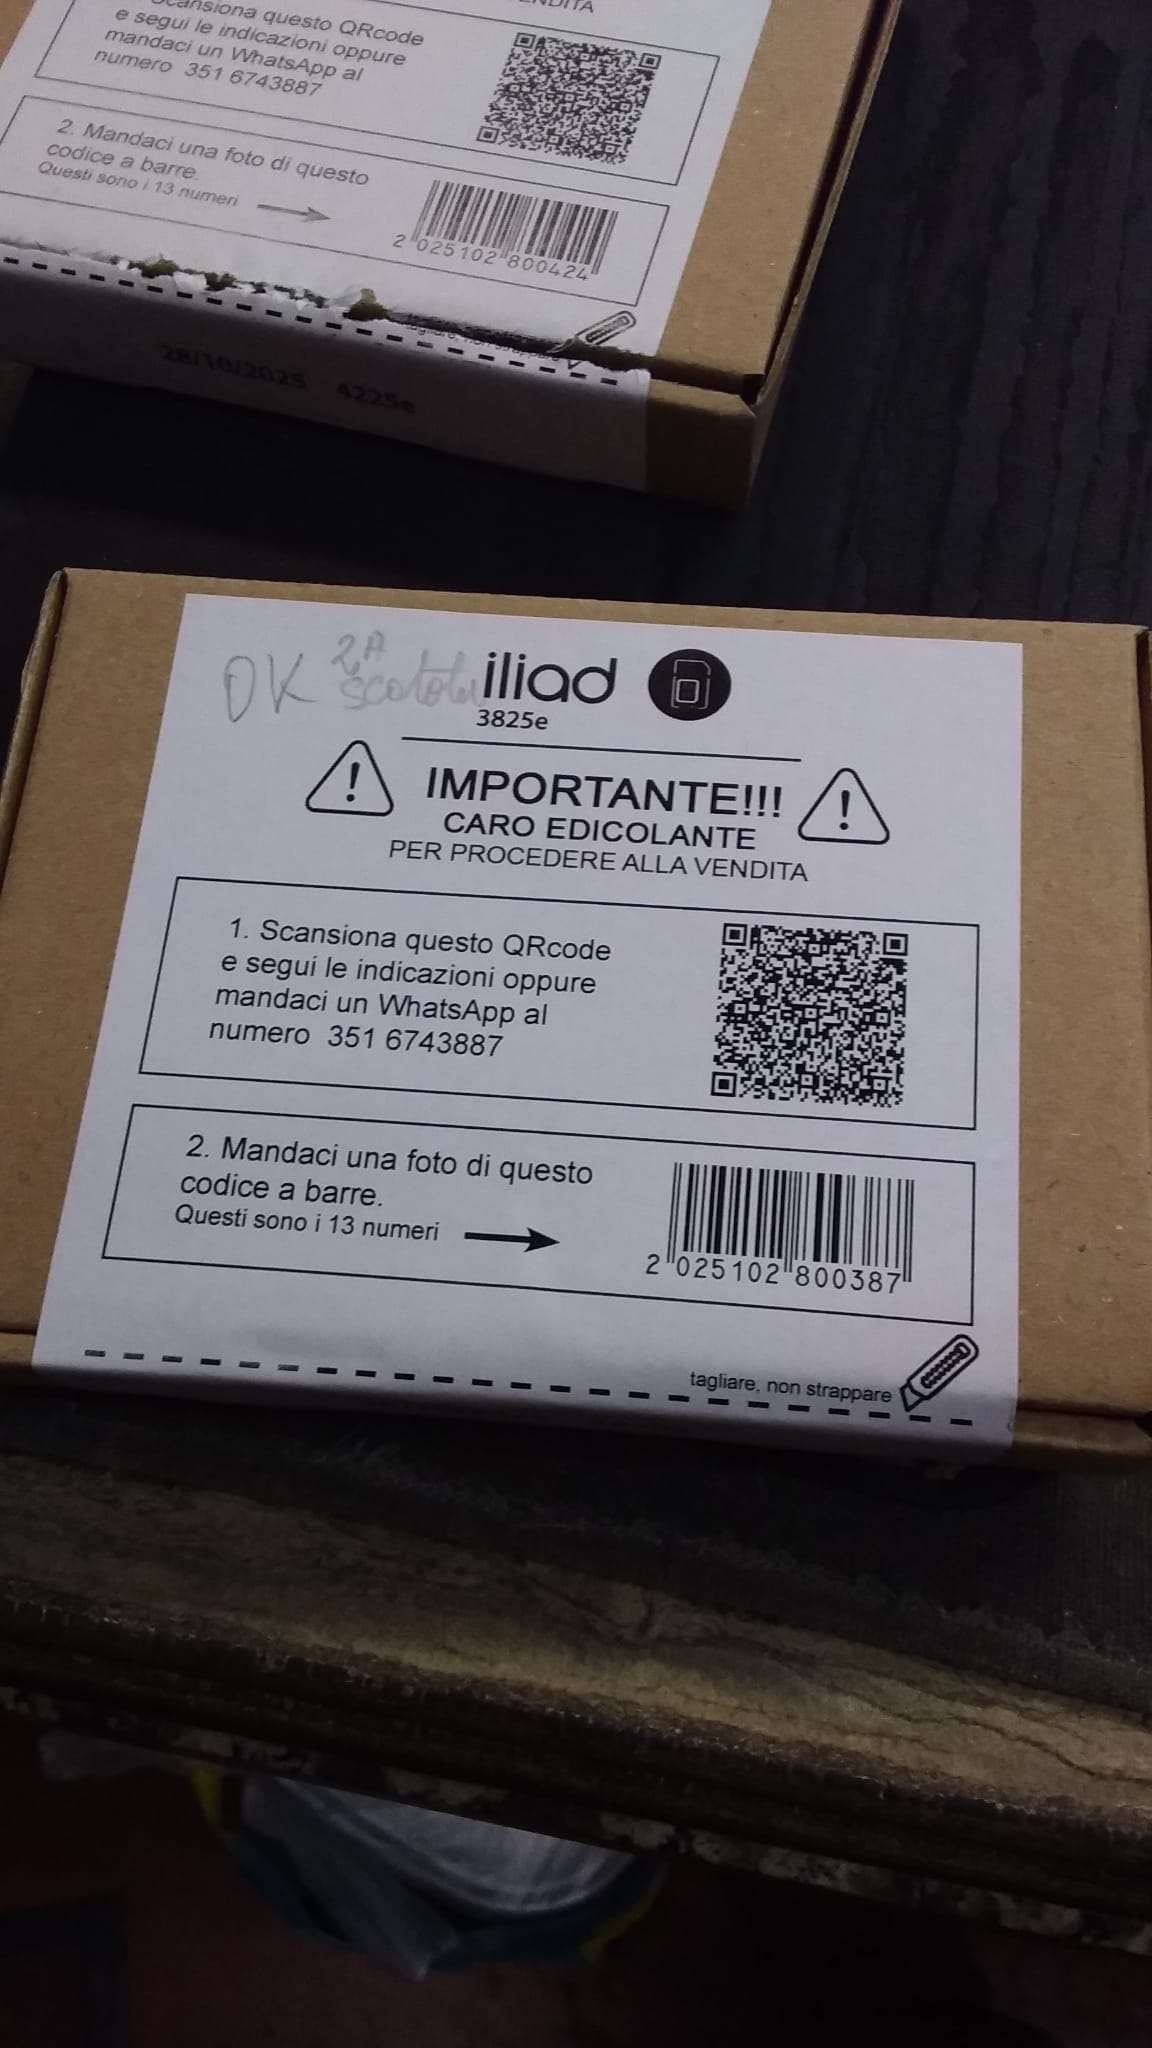 VENDITA
Scansiona questo QRcode
e segui le indicazioni oppure
mandaci un WhatsApp al
numero 351 6743887
2. Mandaci una foto di questo
codice a barre.
Questi sono i 13 numeri
2 025102 800424
tagliare, non strappare
28/10/2025 4225e
OK 2A scatola
iliad
3825e
IMPORTANTE!!!
CARO EDICOLANTE
PER PROCEDERE ALLA VENDITA
1. Scansiona questo QRcode
e segui le indicazioni oppure
mandaci un WhatsApp al
numero 351 6743887
2. Mandaci una foto di questo
codice a barre.
Questi sono i 13 numeri
2 025102 800387
tagliare, non strappare